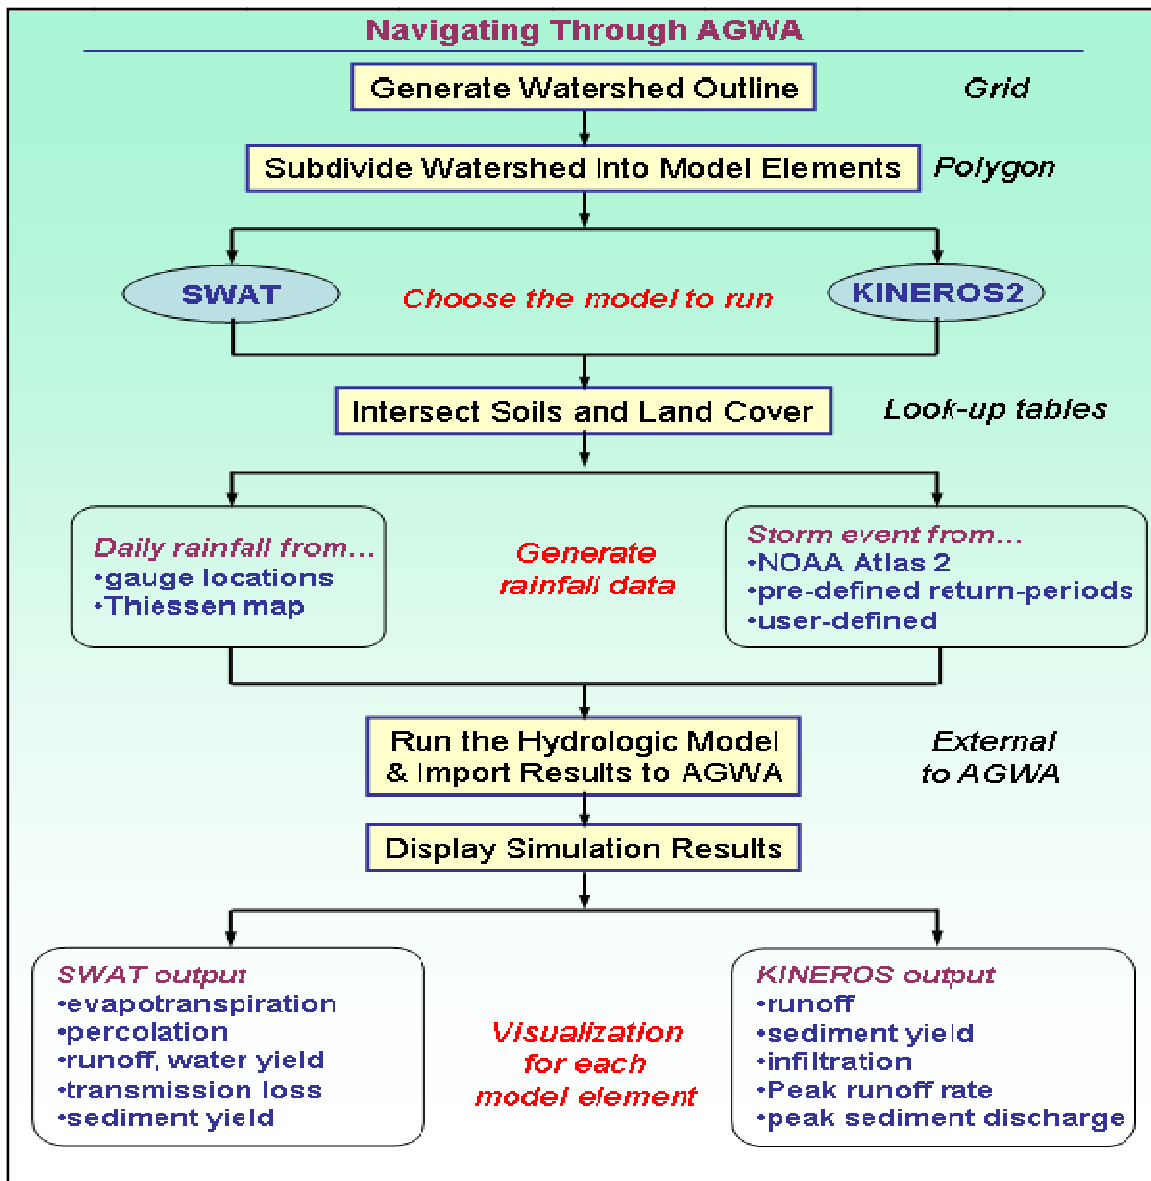 Navigating Through AGWA
Generate Watershed Outline
Grid
Subdivide Watershed Into Model Elements
Polygon
SWAT
Choose the model to run
KINEROS2
Intersect Soils and Land Cover
Look-up tables
Daily rainfall from...
•gauge locations
•Thiessen map
Generate
rainfall data
Storm event from...
•NOAA Atlas 2
•pre-defined return-periods
•user-defined
Run the Hydrologic Model
& Import Results to AGWA
External
to AGWA
Display Simulation Results
SWAT output
•evapotranspiration
•percolation
•runoff, water yield
•transmission loss
•sediment yield
Visualization
for each
model element
KINEROS output
•runoff
•sediment yield
•infiltration
•Peak runoff rate
•peak sediment discharge